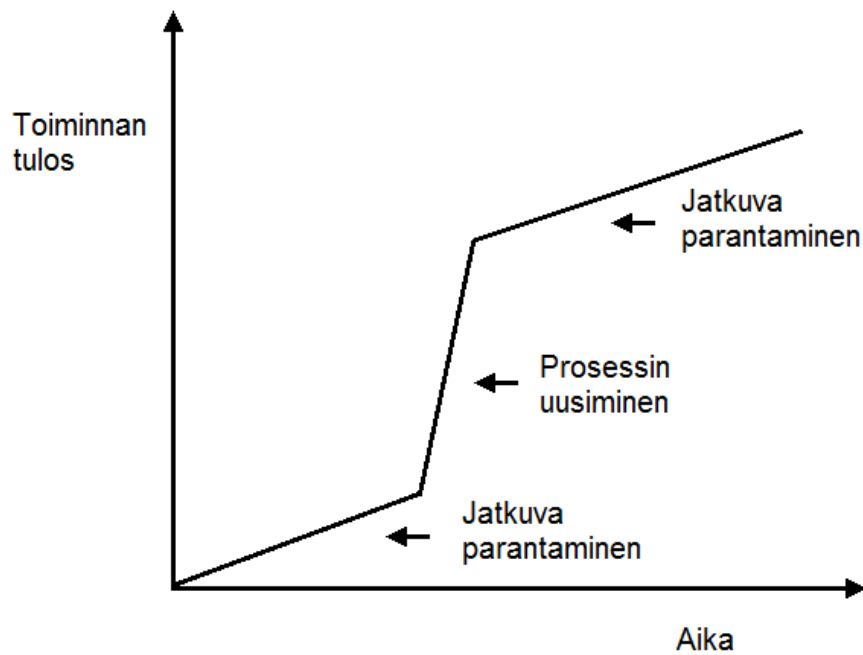 Toiminnan
tulos
Jatkuva
parantaminen
Prosessin
uusiminen
Jatkuva
parantaminen
Aika